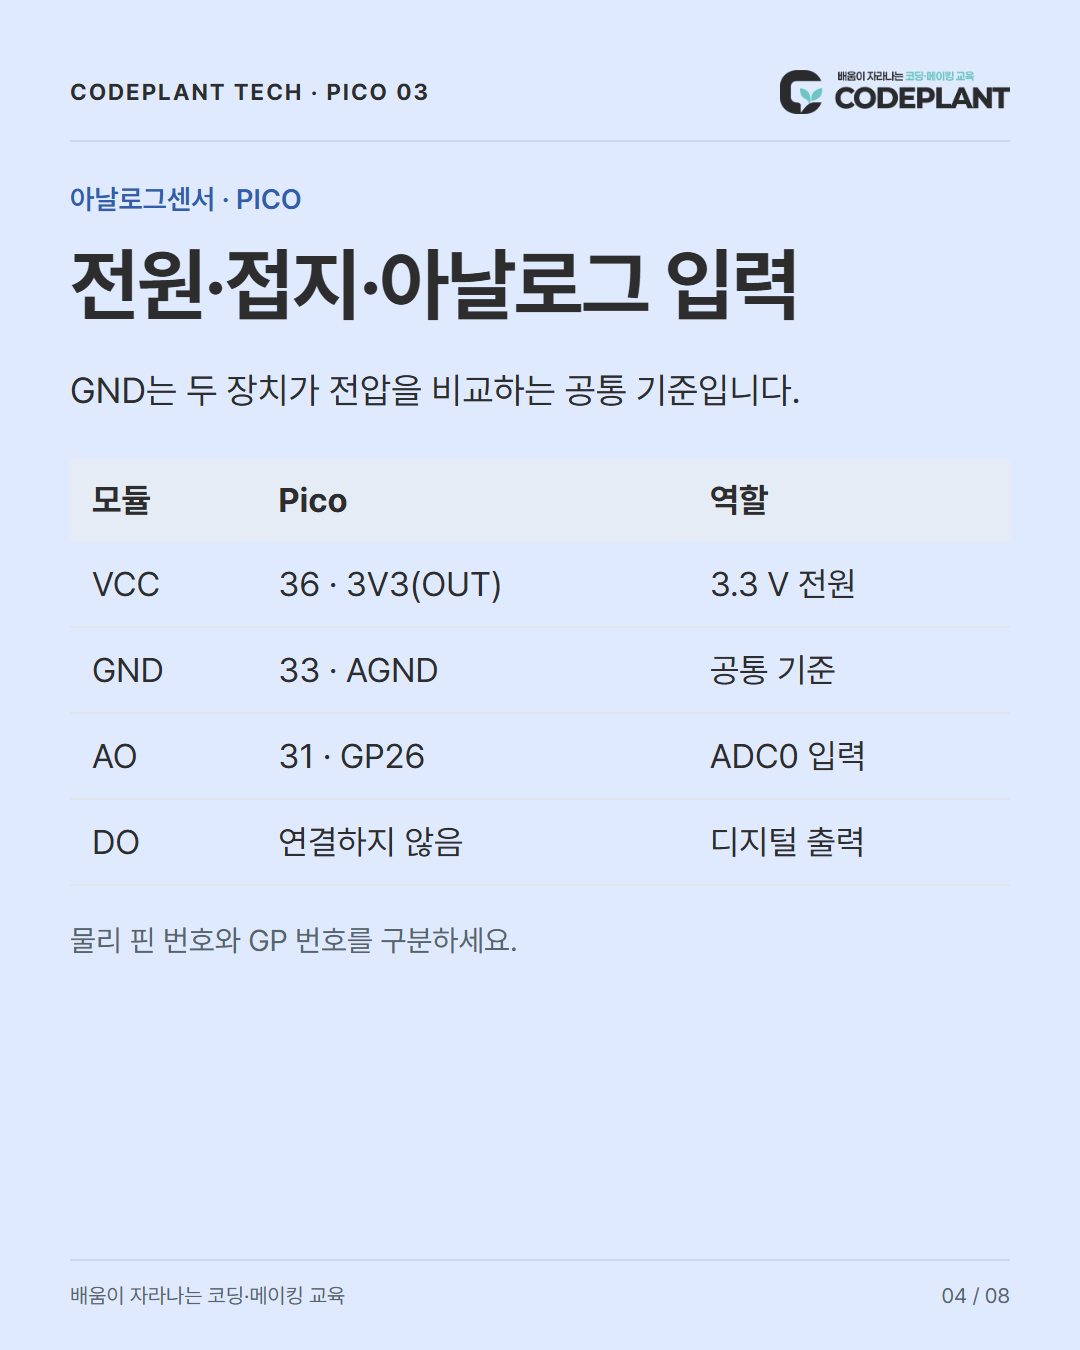 CODEPLANT TECH · PICO 03
배움이 자라나는 코딩·메이킹 교육
CODEPLANT
아날로그센서 · PICO
전원·접지·아날로그 입력
GND는 두 장치가 전압을 비교하는 공통 기준입니다.
모듈 Pico 역할
VCC 36 · 3V3(OUT) 3.3 V 전원
GND 33 · AGND 공통 기준
AO 31 · GP26 ADC0 입력
DO 연결하지 않음 디지털 출력
물리 핀 번호와 GP 번호를 구분하세요.
배움이 자라나는 코딩·메이킹 교육 04 / 08